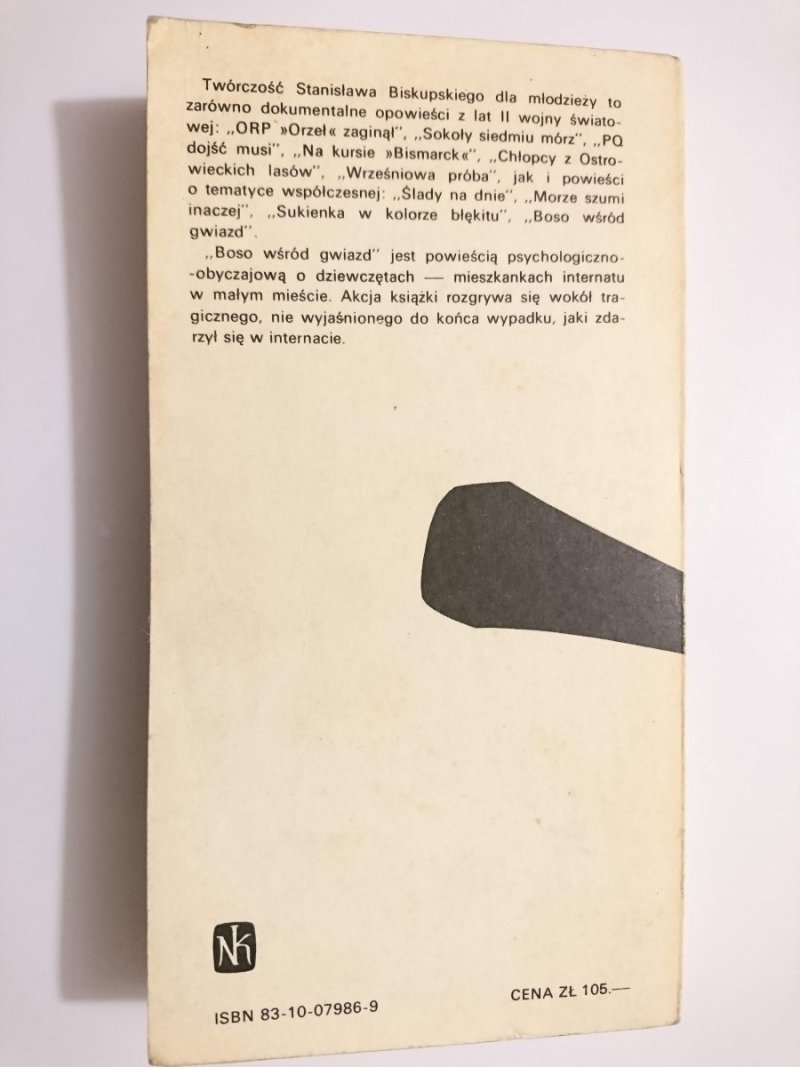 Twórczość Stanisława Biskupskiego dla młodzieży to
zarówno dokumentalne opowieści z lat II wojny świato-
wej: „ORP »Orzeł« zaginął”, „Sokoły siedmiu mórz”, „PQ
dojść musi”, „Na kursie »Bismarck«”, „Chłopcy z Ostro-
wieckich lasów”, „Wrześniowa próba”, jak i powieści
o tematyce współczesnej: „Ślady na dnie”, „Morze szumi
inaczej”, „Sukienka w kolorze błękitu”, „Boso wśród
gwiazd”.
„Boso wśród gwiazd” jest powieścią psychologiczno-
-obyczajową o dziewczętach — mieszkankach internatu
w małym mieście. Akcja książki rozgrywa się wokół tra-
gicznego, nie wyjaśnionego do końca wypadku, jaki zda-
rzył się w internacie.
NK
ISBN 83-10-07986-9
CENA ZŁ 105.—